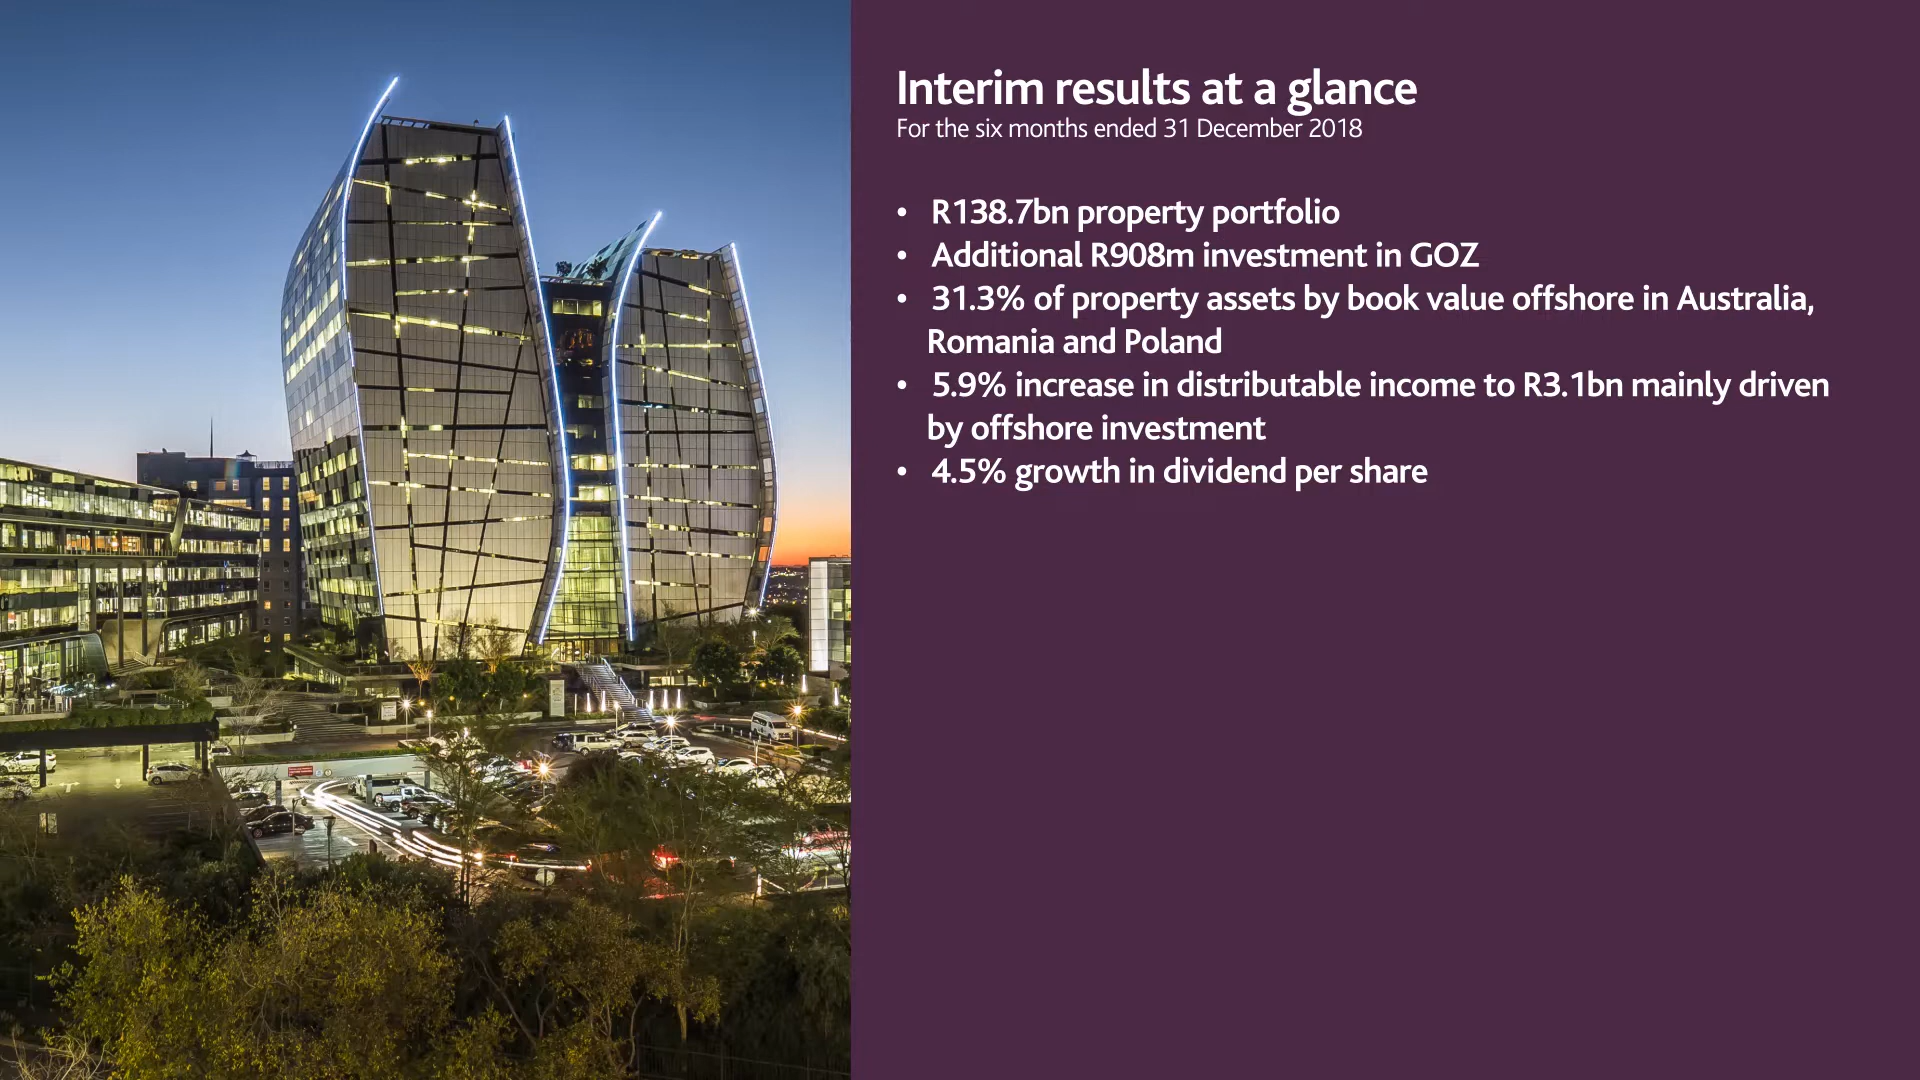 Interim results at a glance
For the six months ended 31 December 2018
• R138.7bn property portfolio
• Additional R908m investment in GOZ
• 31.3% of property assets by book value offshore in Australia,
Romania and Poland
• 5.9% increase in distributable income to R3.1bn mainly driven
by offshore investment
• 4.5% growth in dividend per share